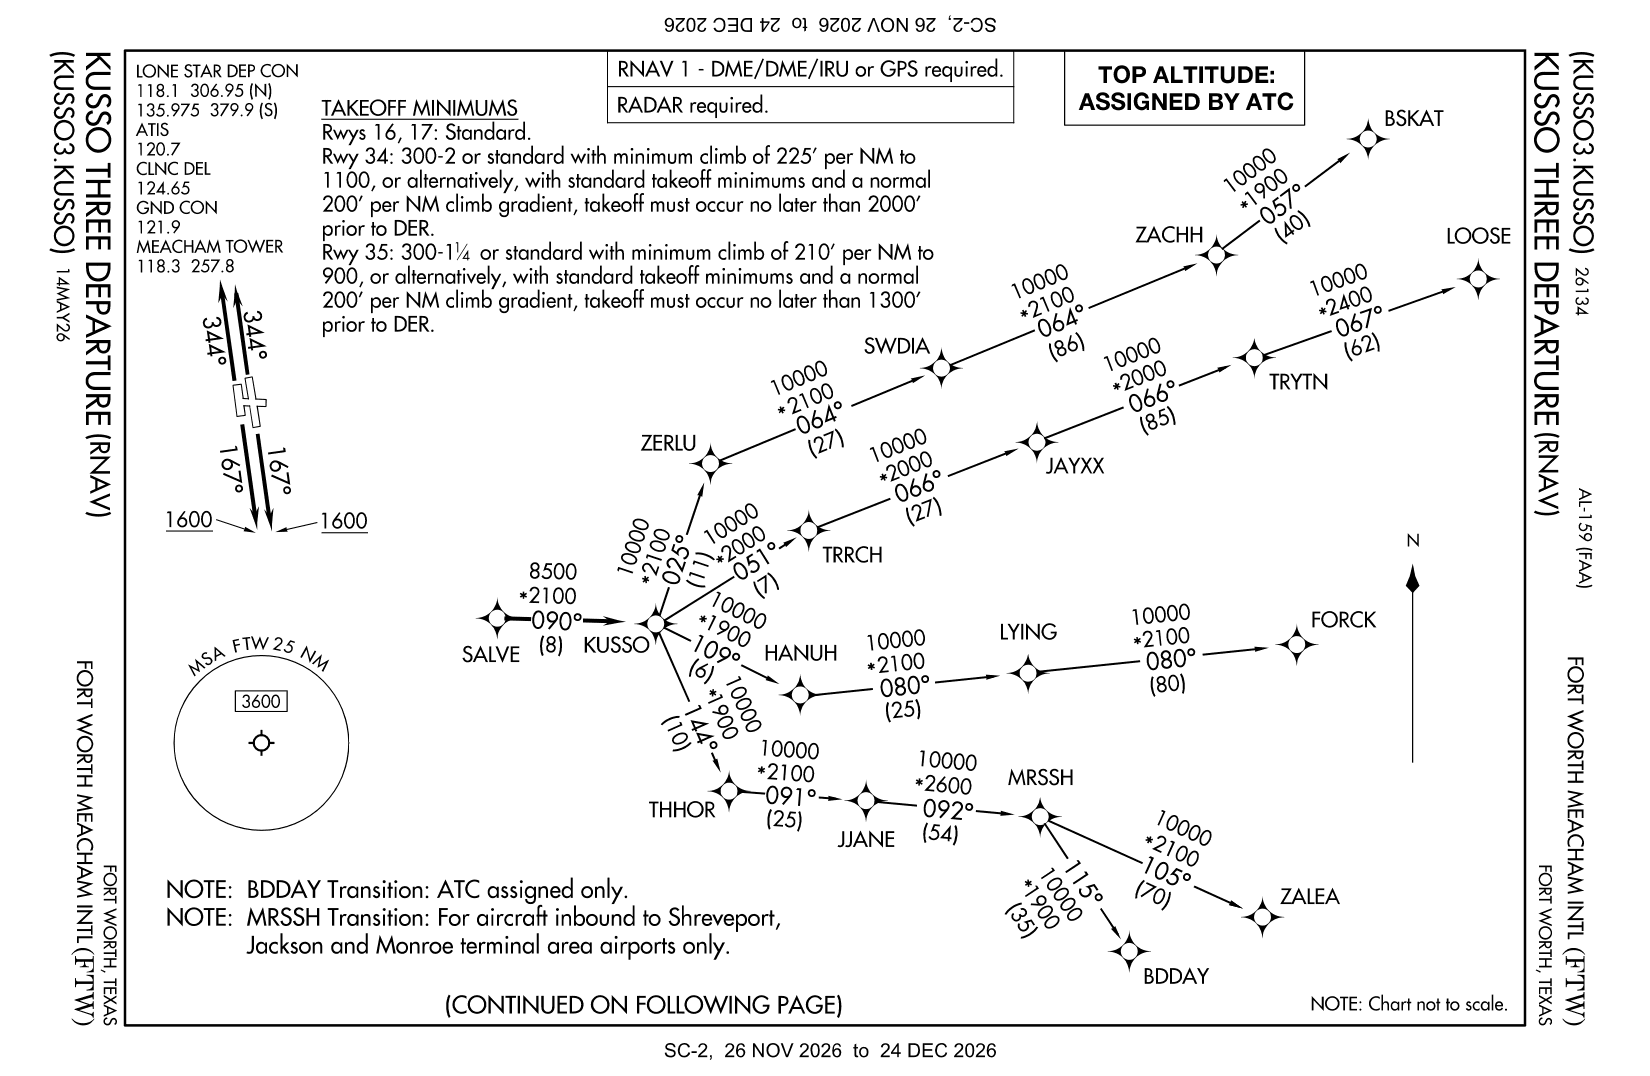 SC-2, 26 NOV 2026 to 24 DEC 2026
(KUSSO3.KUSSO) 14MAY26
KUSSO THREE DEPARTURE (RNAV)
FORT WORTH MEACHAM INTL (FTW)
FORT WORTH, TEXAS
LONE STAR DEP CON
118.1 306.95 (N)
135.975 379.9 (S)
ATIS
120.7
CLNC DEL
124.65
GND CON
121.9
MEACHAM TOWER
118.3 257.8
TAKEOFF MINIMUMS
Rwys 16, 17: Standard.
Rwy 34: 300-2 or standard with minimum climb of 225' per NM to
1100, or alternatively, with standard takeoff minimums and a normal
200' per NM climb gradient, takeoff must occur no later than 2000'
prior to DER.
Rwy 35: 300-1¼ or standard with minimum climb of 210' per NM to
900, or alternatively, with standard takeoff minimums and a normal
200' per NM climb gradient, takeoff must occur no later than 1300'
prior to DER.
RNAV 1 - DME/DME/IRU or GPS required.
RADAR required.
TOP ALTITUDE:
ASSIGNED BY ATC
344°
344°
167°
167°
1600
1600
BSKAT
10000
*1900
057°
(40)
ZACHH
LOOSE
10000
*2100
064°
(86)
10000
*2400
067°
(62)
SWDIA
TRYTN
10000
*2100
064°
(27)
10000
*2000
066°
(85)
ZERLU
JAYXX
10000
*2000
066°
(27)
10000
*2100
025°
(11)
10000
*2000
051°
(7)
TRRCH
N
8500
*2100
090°
(8)
SALVE
KUSSO
10000
*1900
109°
(6)
HANUH
10000
*2100
080°
(25)
LYING
10000
*2100
080°
(80)
FORCK
10000
*1900
144°
(10)
MSA FTW 25 NM
3600
THHOR
10000
*2100
091°
(25)
JJANE
10000
*2600
092°
(54)
MRSSH
10000
*2100
105°
(70)
ZALEA
115°
10000
*1900
(35)
BDDAY
NOTE: BDDAY Transition: ATC assigned only.
NOTE: MRSSH Transition: For aircraft inbound to Shreveport,
Jackson and Monroe terminal area airports only.
(CONTINUED ON FOLLOWING PAGE)
NOTE: Chart not to scale.
KUSSO THREE DEPARTURE (RNAV)
(KUSSO3.KUSSO) 26134
AL-159 (FAA)
FORT WORTH MEACHAM INTL (FTW)
FORT WORTH, TEXAS
SC-2, 26 NOV 2026 to 24 DEC 2026